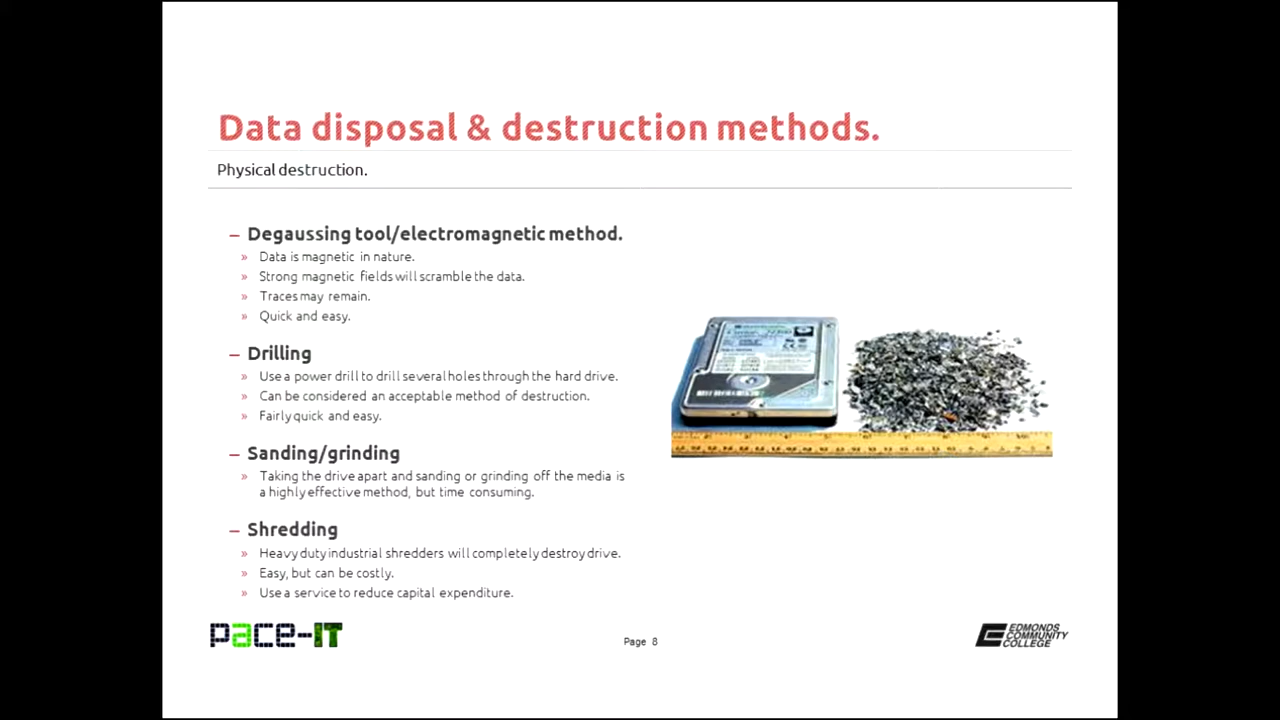 Data disposal & destruction methods.
Physical destruction.
– Degaussing tool/electromagnetic method.
» Data is magnetic in nature.
» Strong magnetic fields will scramble the data.
» Traces may remain.
» Quick and easy.
– Drilling
» Use a power drill to drill several holes through the hard drive.
» Can be considered an acceptable method of destruction.
» Fairly quick and easy.
– Sanding/grinding
» Taking the drive apart and sanding or grinding off the media is
a highly effective method, but time consuming.
– Shredding
» Heavy duty industrial shredders will completely destroy drive.
» Easy, but can be costly.
» Use a service to reduce capital expenditure.
pace-IT
Page 8
EDMONDS
COMMUNITY
COLLEGE